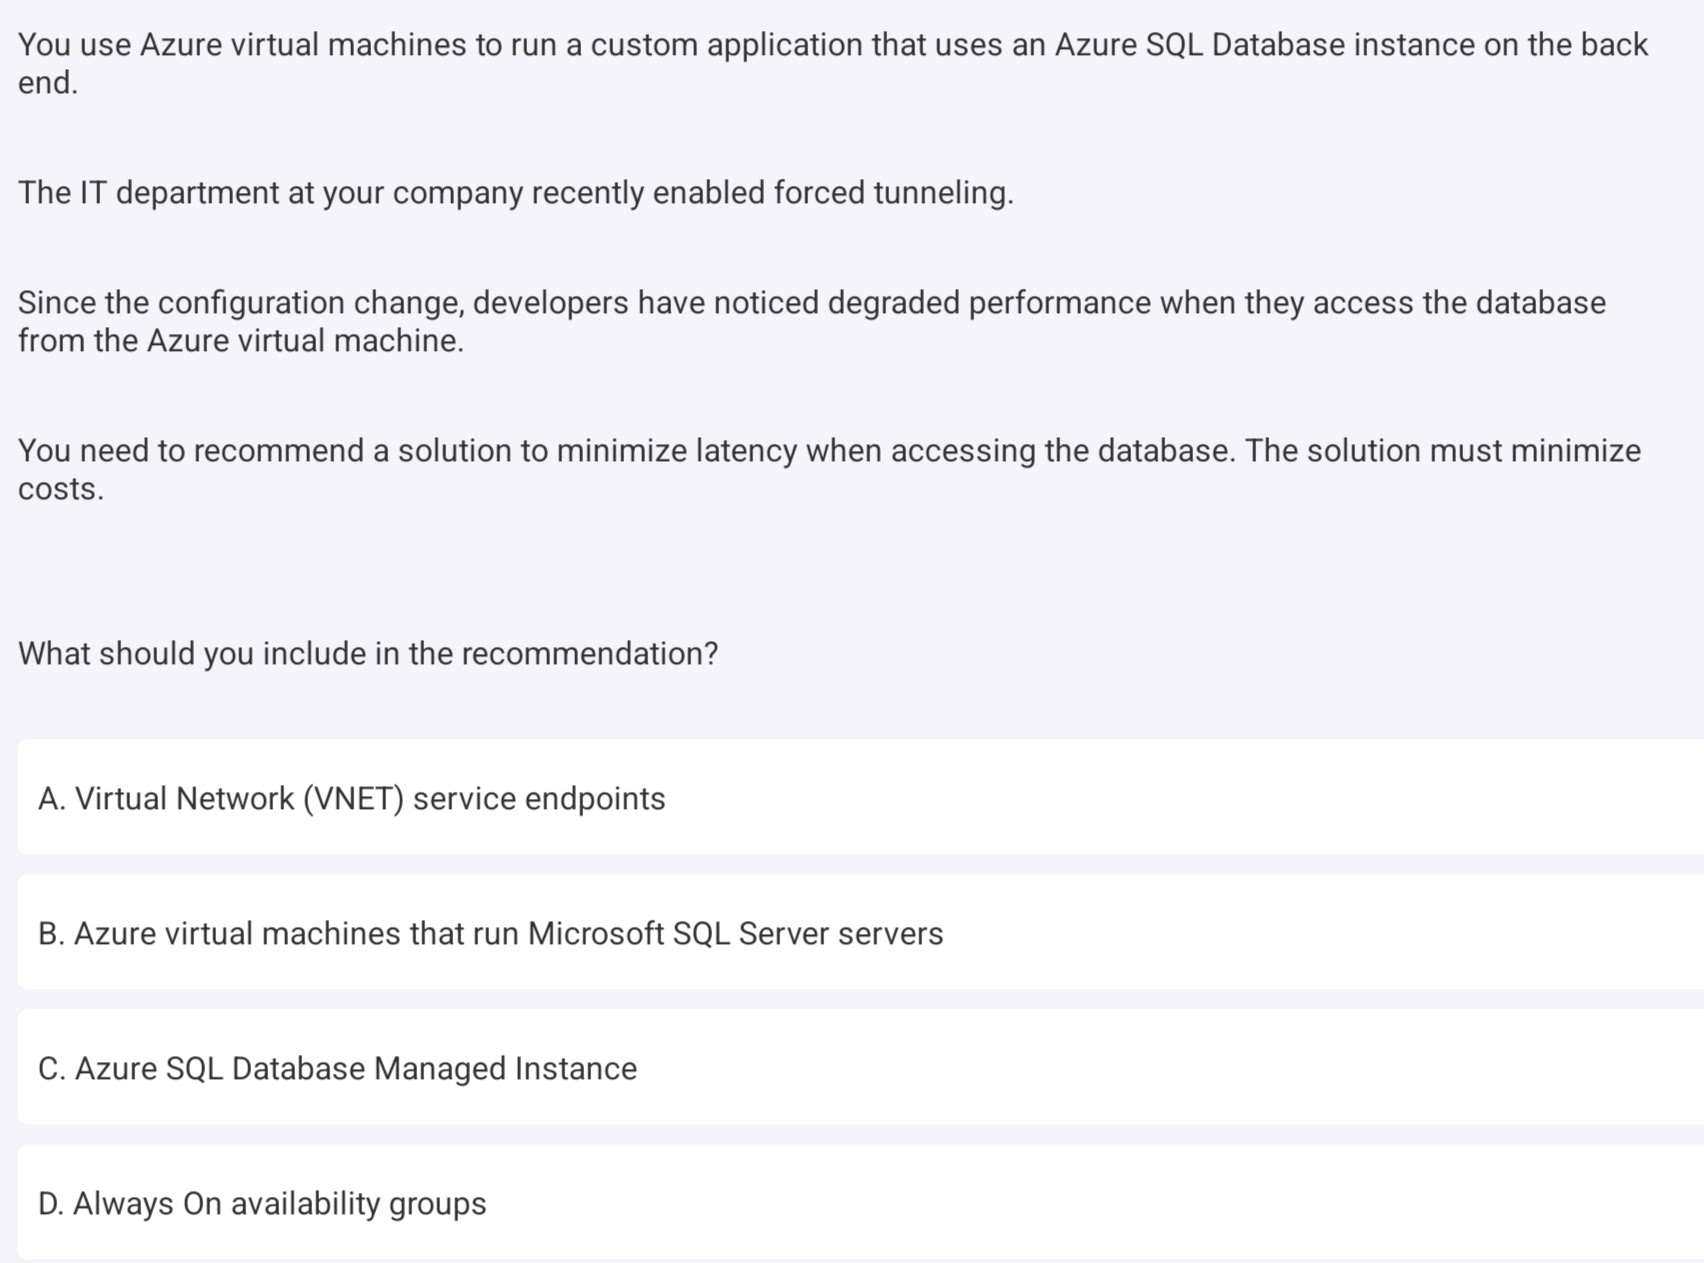 You use Azure virtual machines to run a custom application that uses an Azure SQL Database instance on the back
end.
The IT department at your company recently enabled forced tunneling.
Since the configuration change, developers have noticed degraded performance when they access the database
from the Azure virtual machine.
You need to recommend a solution to minimize latency when accessing the database. The solution must minimize
costs.
What should you include in the recommendation?
A. Virtual Network (VNET) service endpoints
B. Azure virtual machines that run Microsoft SQL Server servers
C. Azure SQL Database Managed Instance
D. Always On availability groups